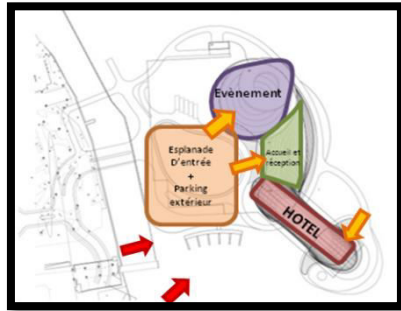 Evènement
Esplanade
D'entrée
+
Parking
extérieur
Accueil et
réception
HOTEL